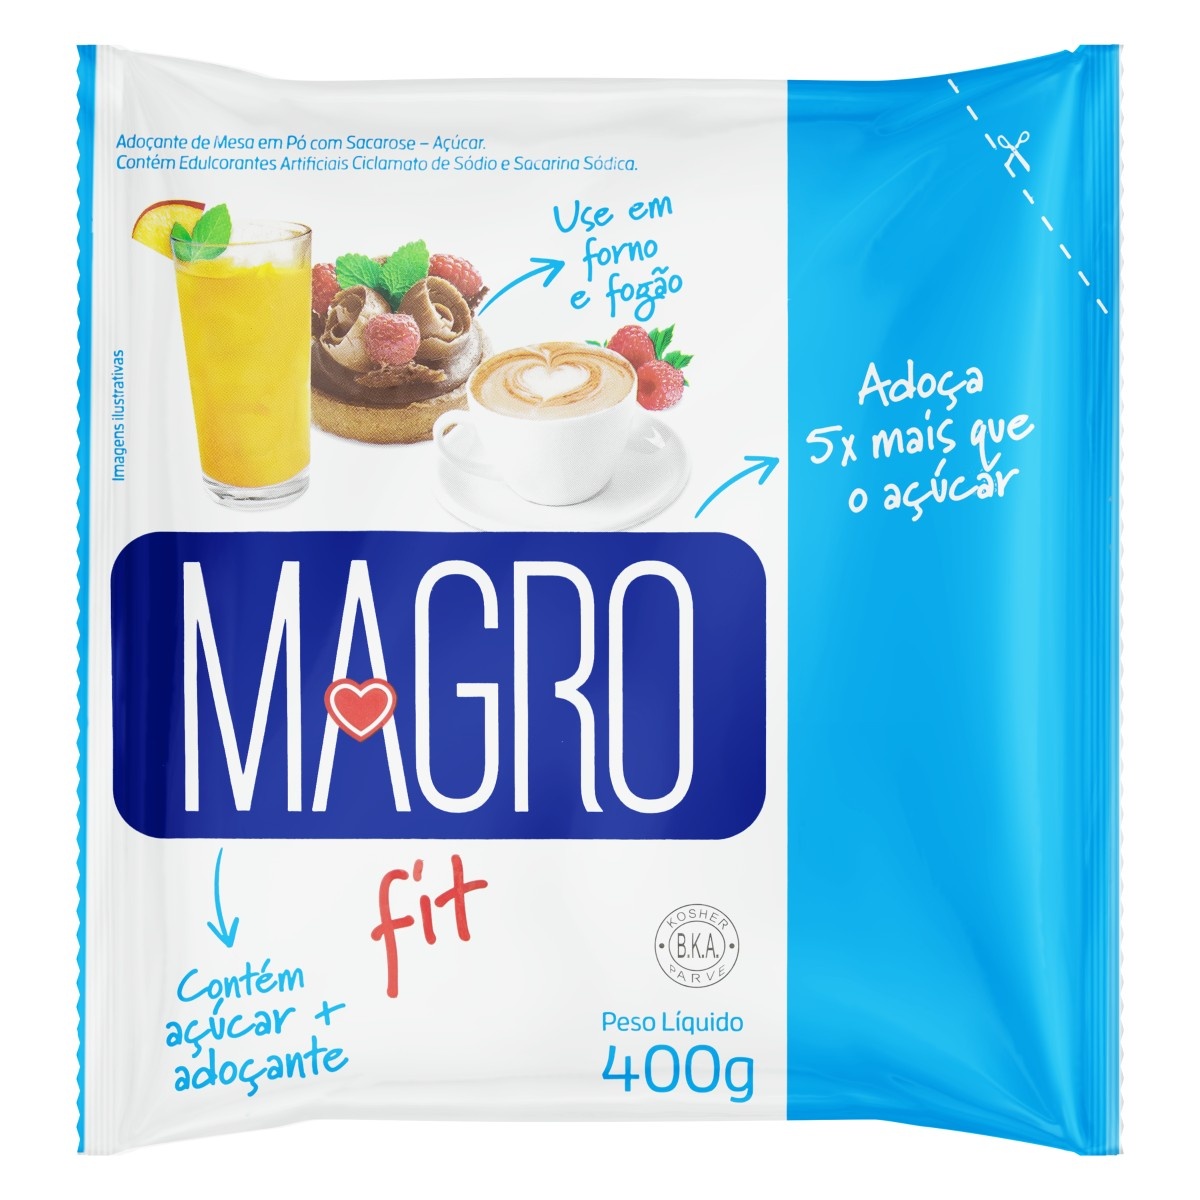 Adoçante de Mesa em Pó com Sacarose – Açúcar.
Contém Edulcorantes Artificiais Ciclamato de Sódio e Sacarina Sódica.
Use em
forno
e fogão
Imagens ilustrativas
Adoça
5x mais que
o açúcar
MAGRO
fit
Contém
açúcar +
adoçante
KOSHER
B.K.A.
PARVE
Peso Líquido
400g